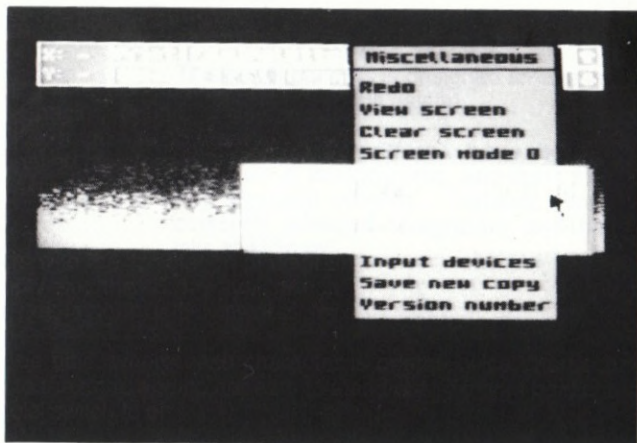 X:
Y:
Miscellaneous
Redo
View screen
Clear screen
Screen mode 0
Input devices
Save new copy
Version number